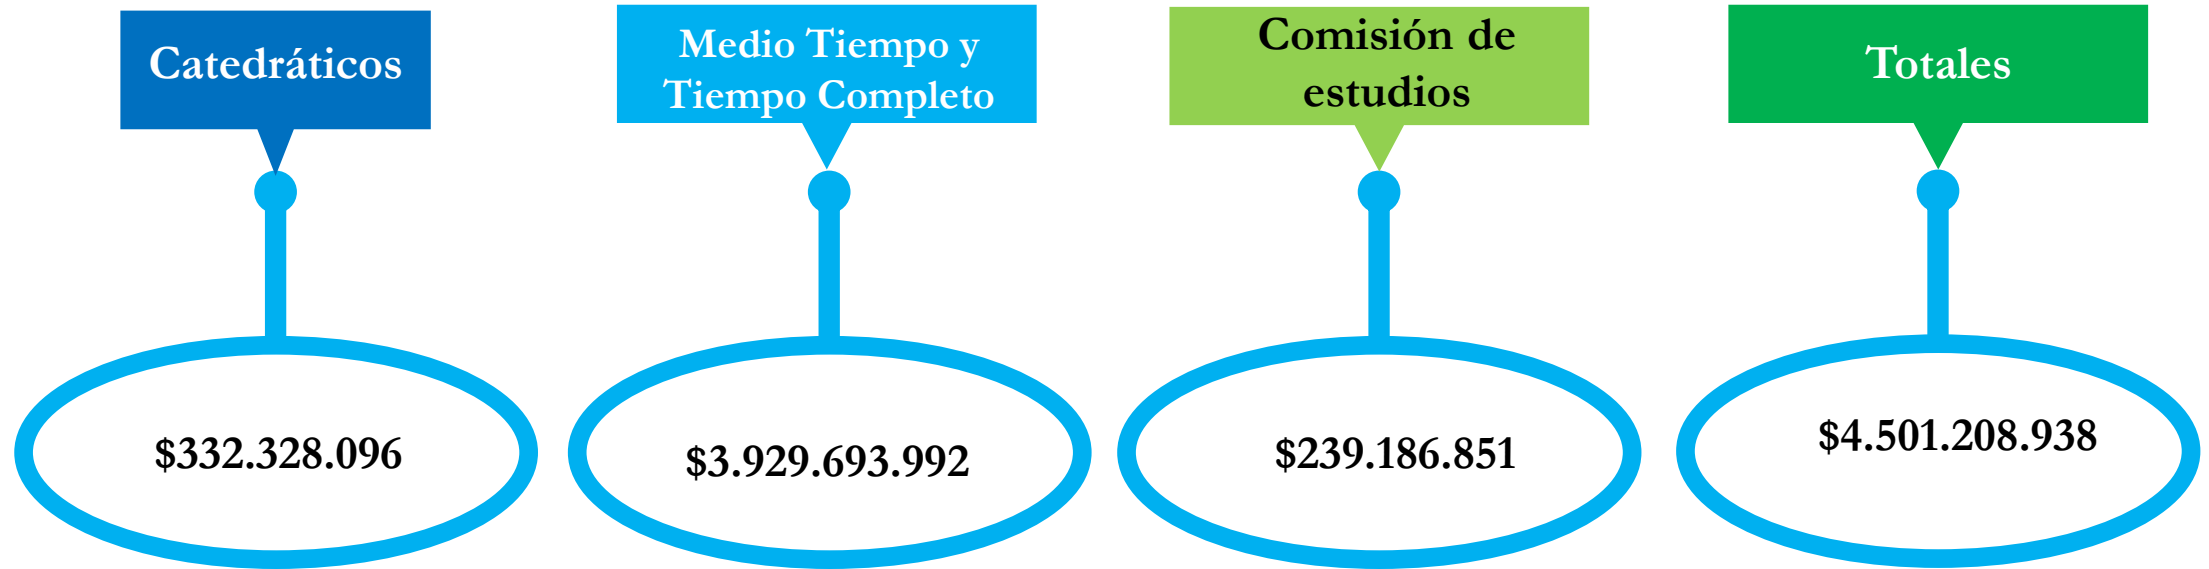 Catedráticos
Medio Tiempo y
Tiempo Completo
Comisión de
estudios
Totales
$332.328.096
$3.929.693.992
$239.186.851
$4.501.208.938